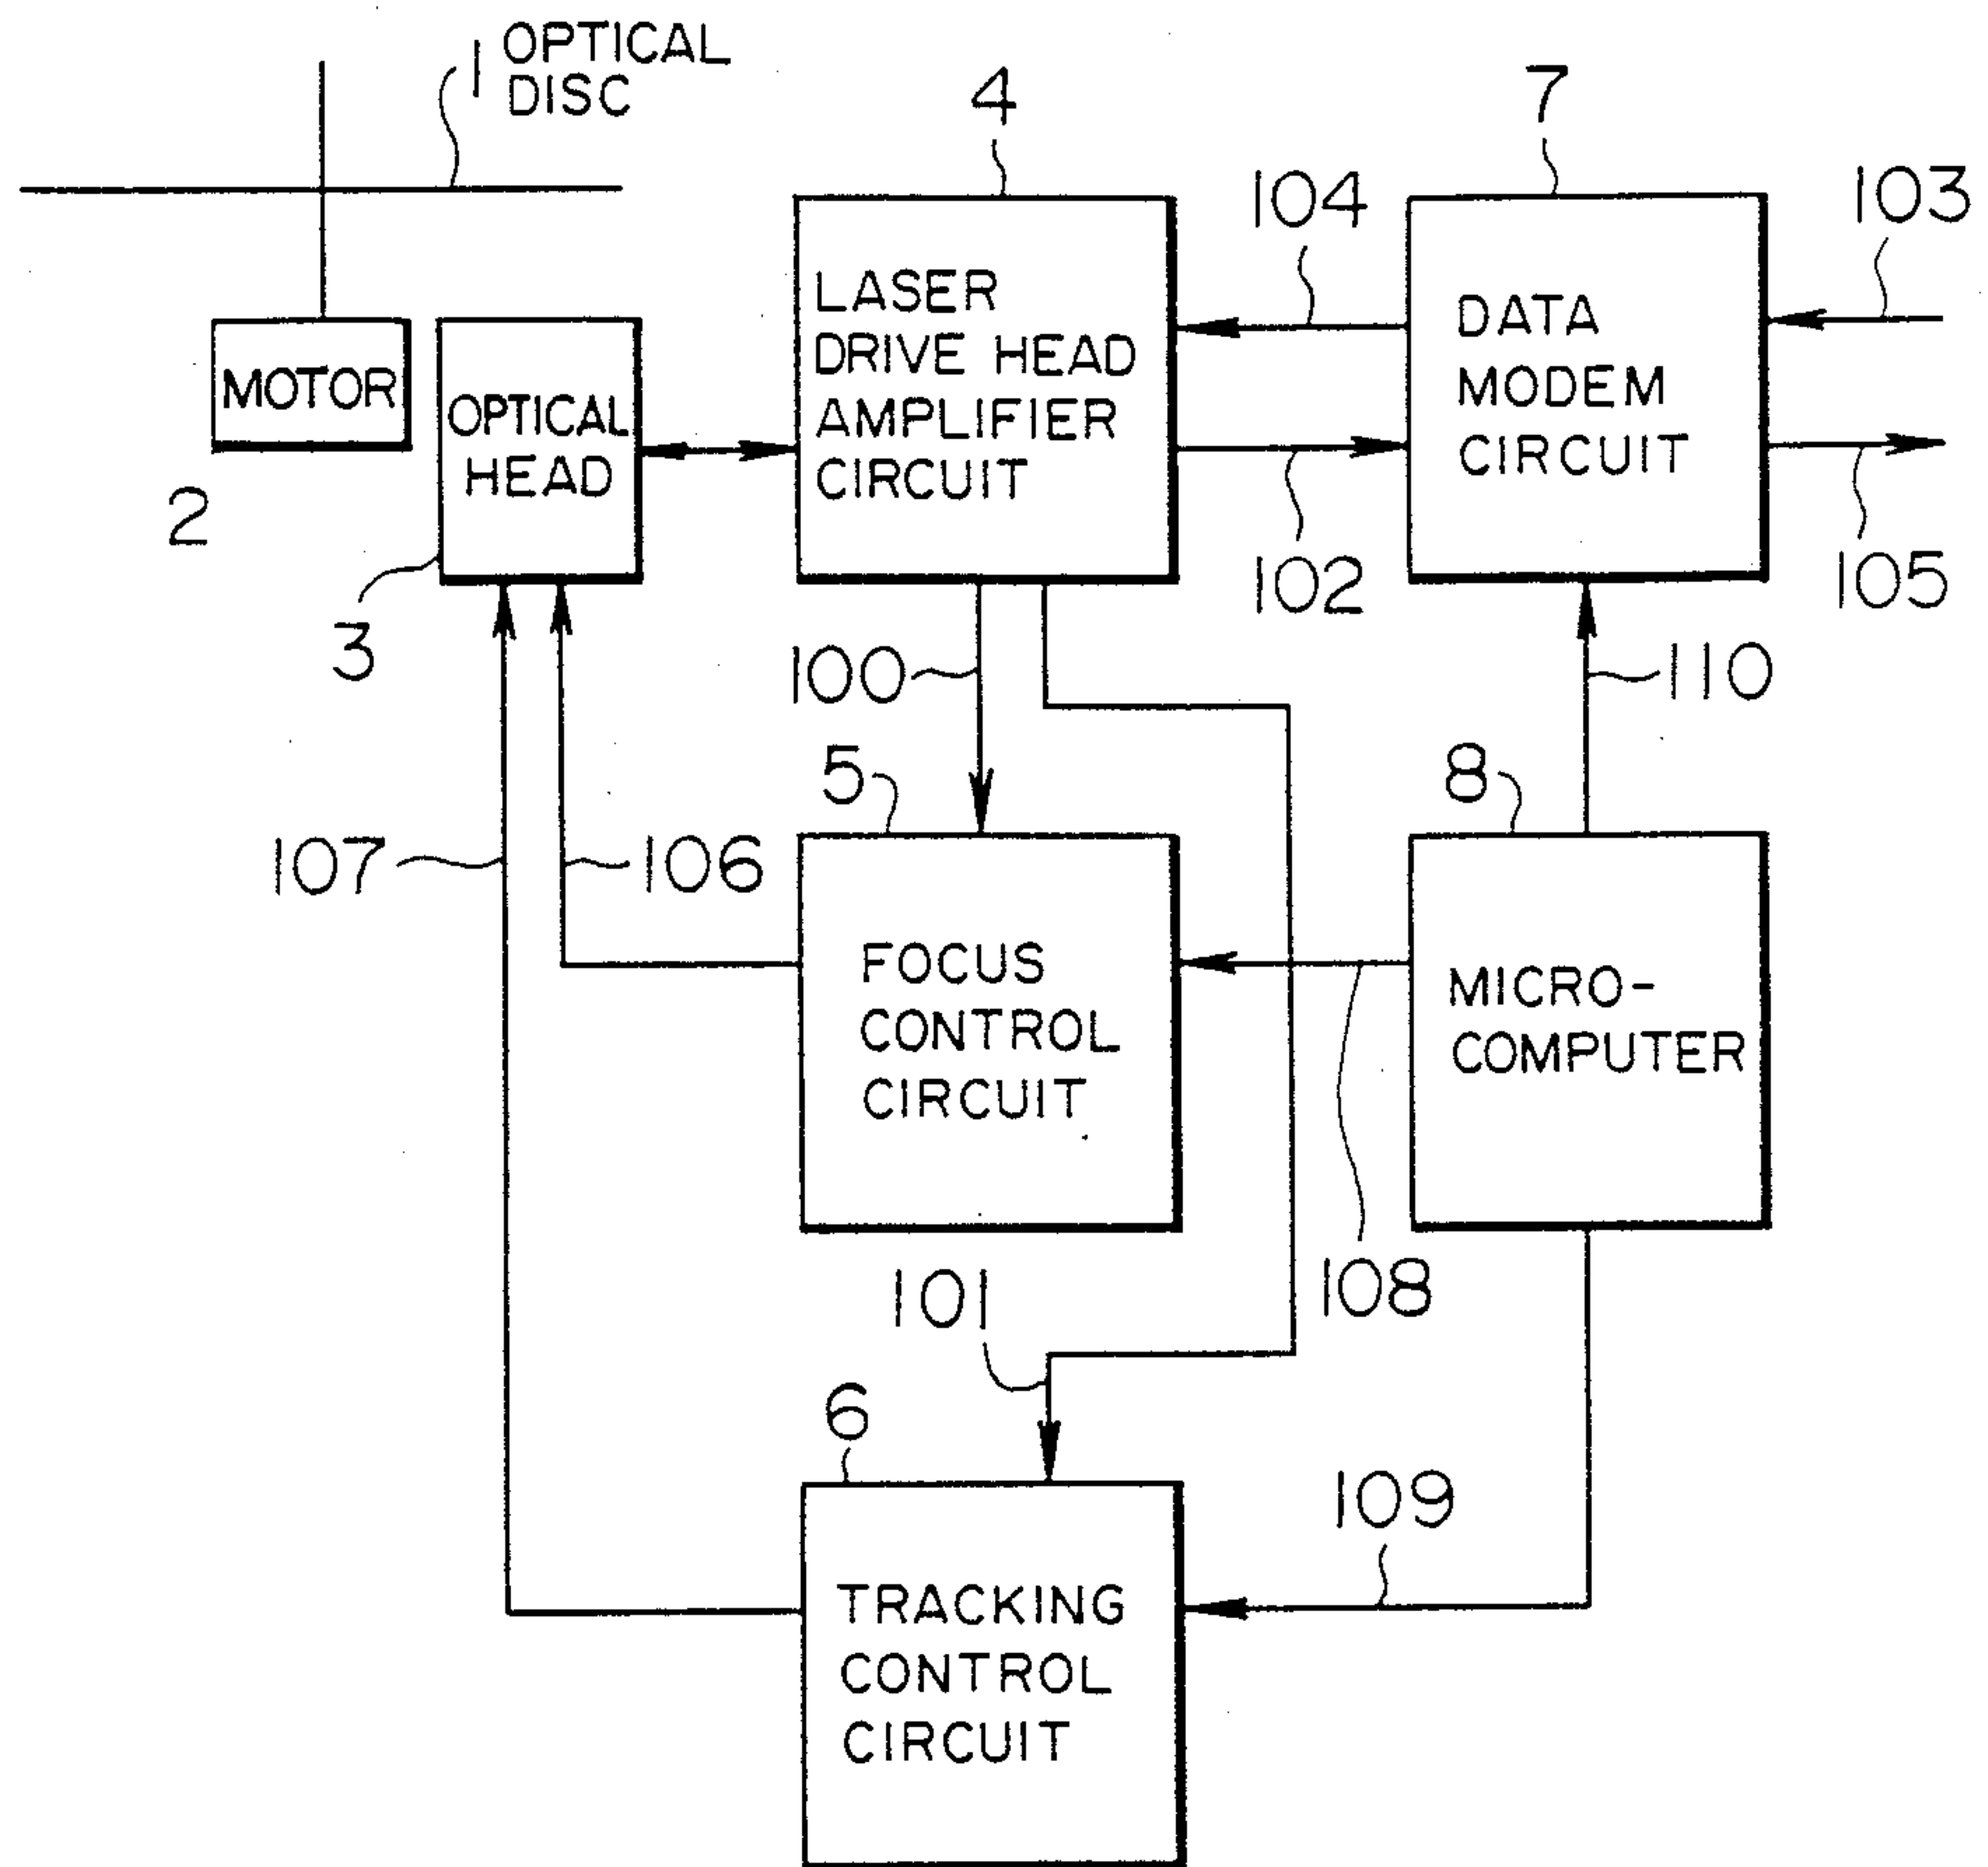 1 OPTICAL
DISC
4
7
104
103
LASER
DRIVE HEAD
AMPLIFIER
CIRCUIT
DATA
MODEM
CIRCUIT
MOTOR
OPTICAL
HEAD
2
102
105
3
100
110
5
8
107
106
FOCUS
CONTROL
CIRCUIT
MICRO-
COMPUTER
101
108
6
109
TRACKING
CONTROL
CIRCUIT